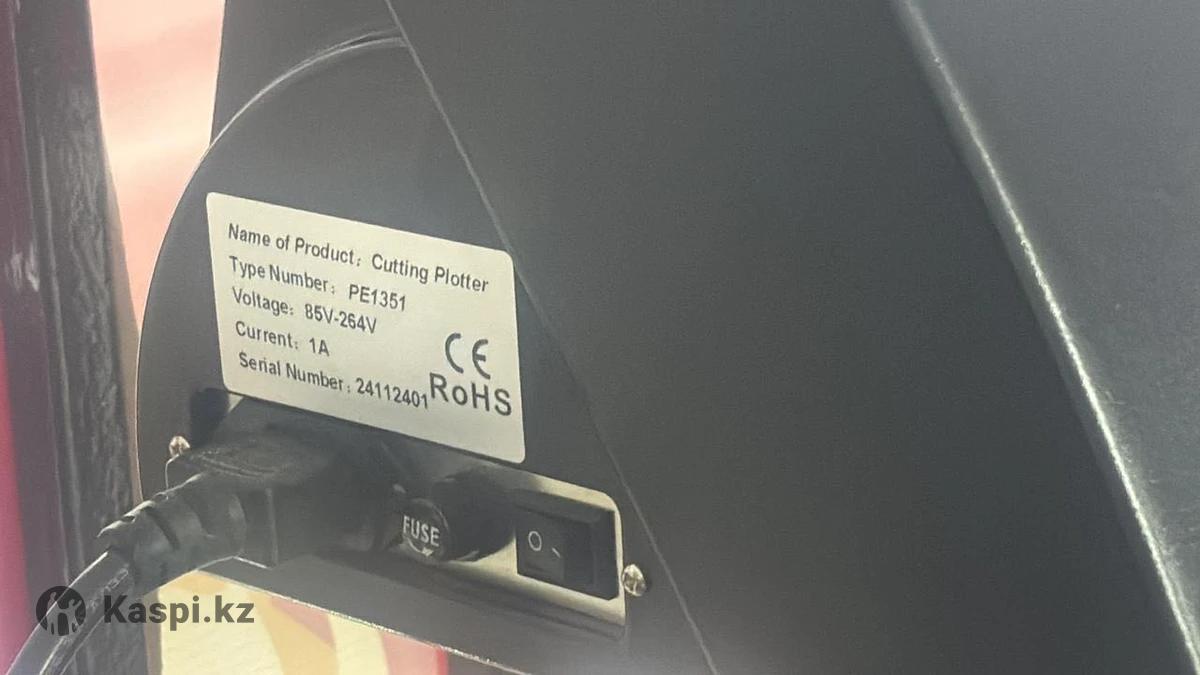 Name of Product: Cutting Plotter
Type Number: PE1351
Voltage: 85V-264V
Current: 1A
Serial Number: 24112401
CE
RoHS
FUSE
Kaspi.kz